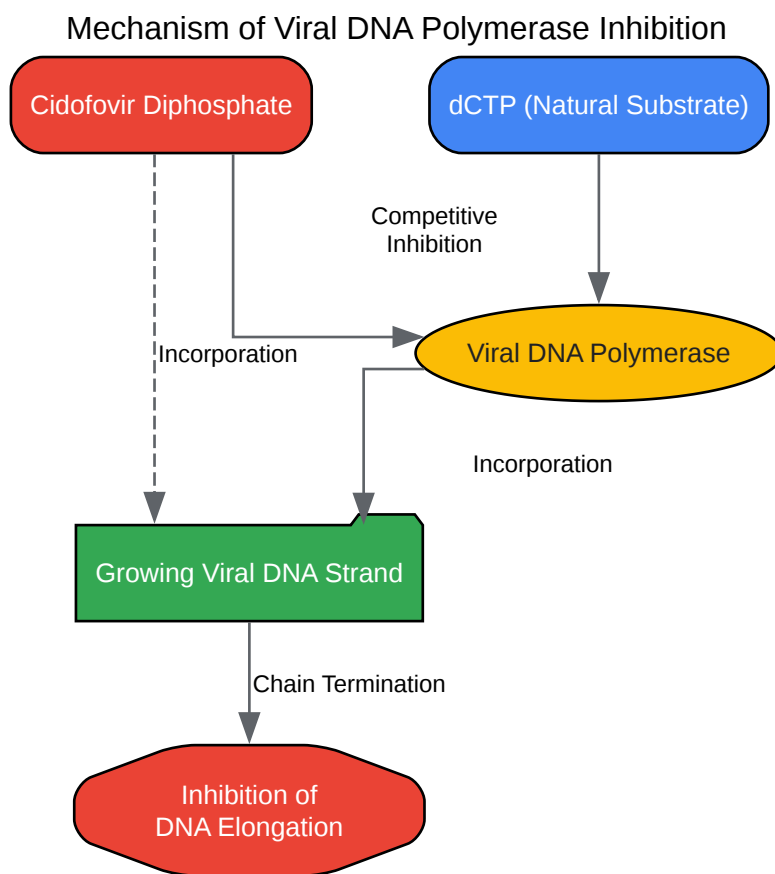 Mechanism of Viral DNA Polymerase Inhibition
Cidofovir Diphosphate
dCTP (Natural Substrate)
Competitive
Inhibition
Incorporation
Viral DNA Polymerase
Incorporation
Growing Viral DNA Strand
Chain Termination
Inhibition of
DNA Elongation